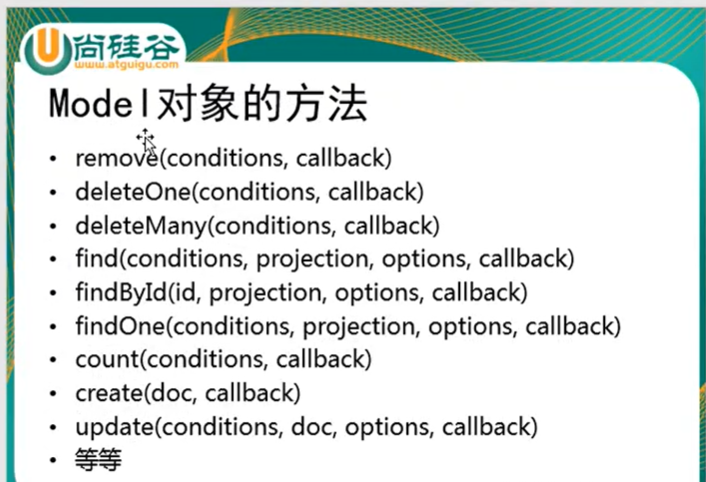 尚硅谷
www.atguigu.com
Model对象的方法
• remove(conditions, callback)
• deleteOne(conditions, callback)
• deleteMany(conditions, callback)
• find(conditions, projection, options, callback)
• findById(id, projection, options, callback)
• findOne(conditions, projection, options, callback)
• count(conditions, callback)
• create(doc, callback)
• update(conditions, doc, options, callback)
• 等等